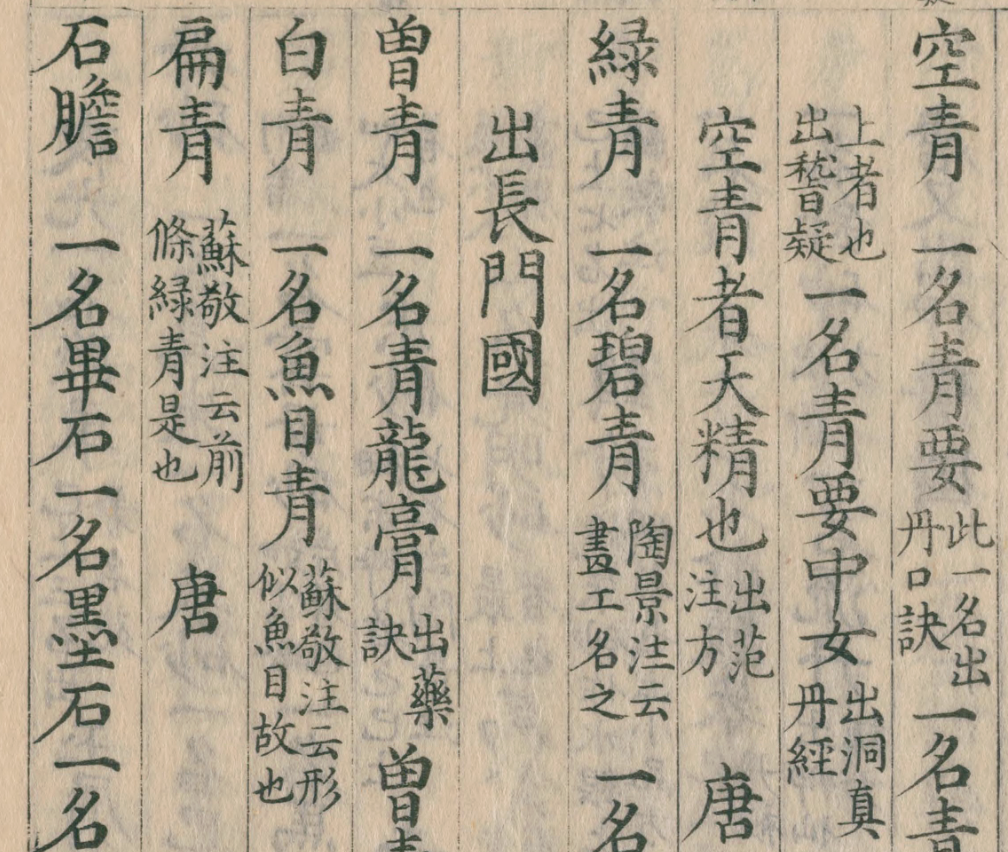 空青 一名青要 此一名出丹口訣 一名青
上者也出稽疑 一名青要中女 出洞真丹經
空青者天精也 出范注方 唐
緑青 一名碧青 陶景注云畫工名之 一名
出長門國
曽青 一名青龍膏 出藥訣 曽青
白青 一名魚目青 蘇敬注云形似魚目故也
扁青 蘇敬注云前條緑青是也 唐
石膽 一名畢石一名黒石一名